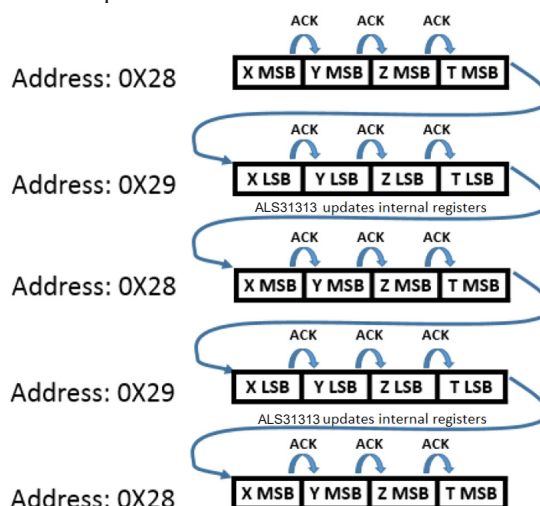 ACK ACK ACK
Address: 0X28 X MSB Y MSB Z MSB T MSB
ACK ACK ACK
Address: 0X29 X LSB Y LSB Z LSB T LSB
ALS31313 updates internal registers
ACK ACK ACK
Address: 0X28 X MSB Y MSB Z MSB T MSB
ACK ACK ACK
Address: 0X29 X LSB Y LSB Z LSB T LSB
ALS31313 updates internal registers
ACK ACK ACK
Address: 0X28 X MSB Y MSB Z MSB T MSB